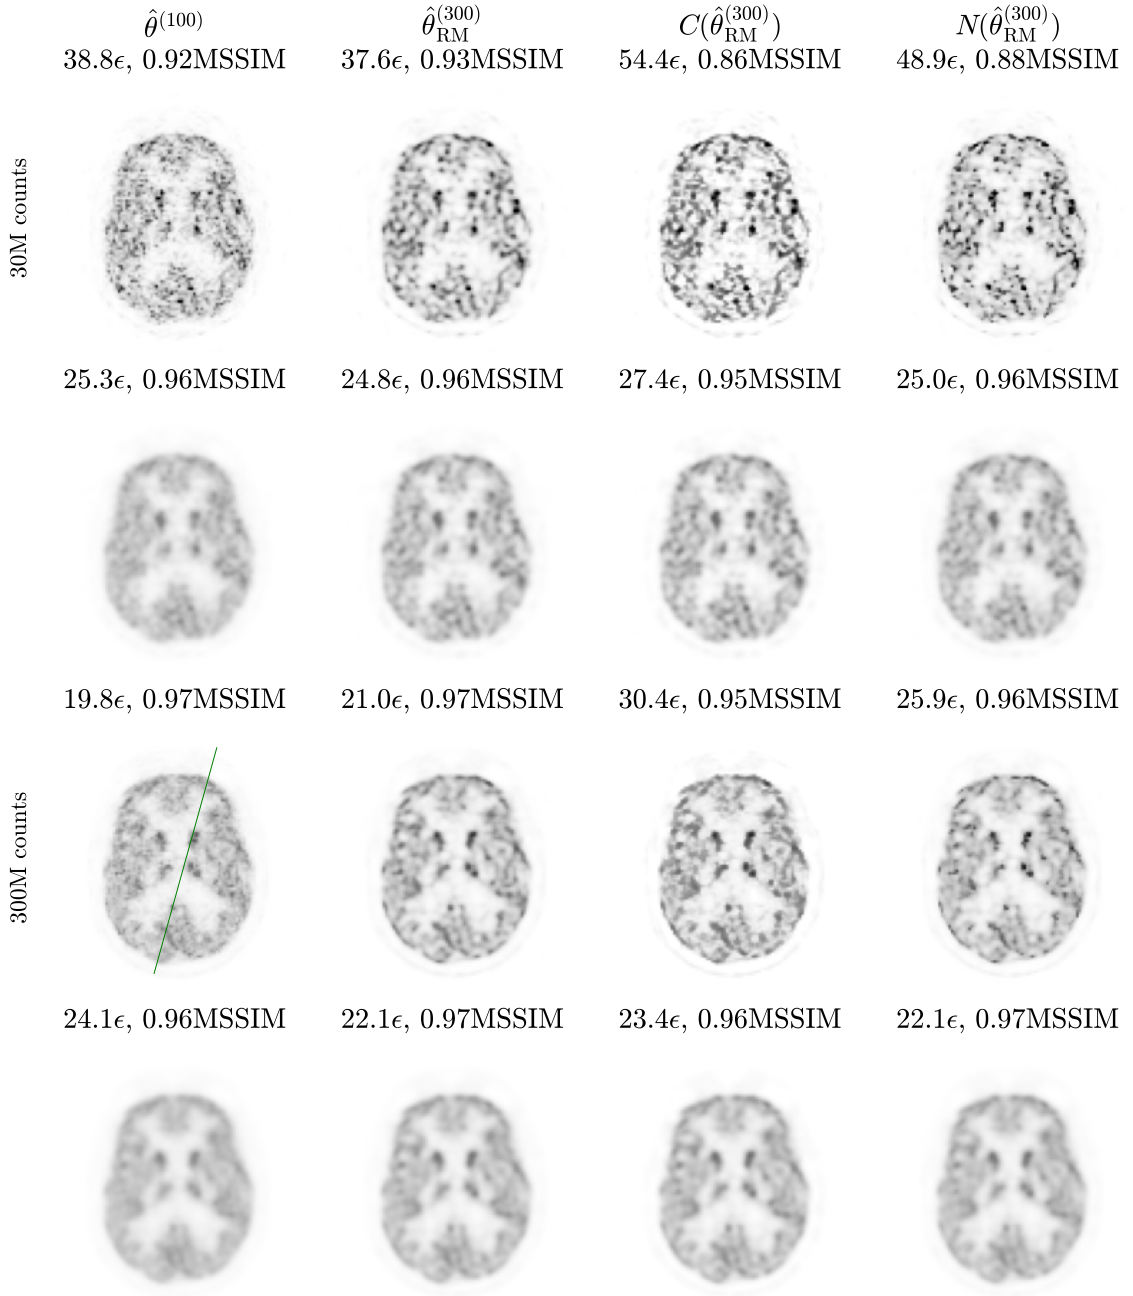 θ̂⁽¹⁰⁰⁾ θ̂_RM⁽³⁰⁰⁾ C(θ̂_RM⁽³⁰⁰⁾) N(θ̂_RM⁽³⁰⁰⁾)
38.8ϵ, 0.92MSSIM 37.6ϵ, 0.93MSSIM 54.4ϵ, 0.86MSSIM 48.9ϵ, 0.88MSSIM
30M counts
25.3ϵ, 0.96MSSIM 24.8ϵ, 0.96MSSIM 27.4ϵ, 0.95MSSIM 25.0ϵ, 0.96MSSIM
19.8ϵ, 0.97MSSIM 21.0ϵ, 0.97MSSIM 30.4ϵ, 0.95MSSIM 25.9ϵ, 0.96MSSIM
300M counts
24.1ϵ, 0.96MSSIM 22.1ϵ, 0.97MSSIM 23.4ϵ, 0.96MSSIM 22.1ϵ, 0.97MSSIM